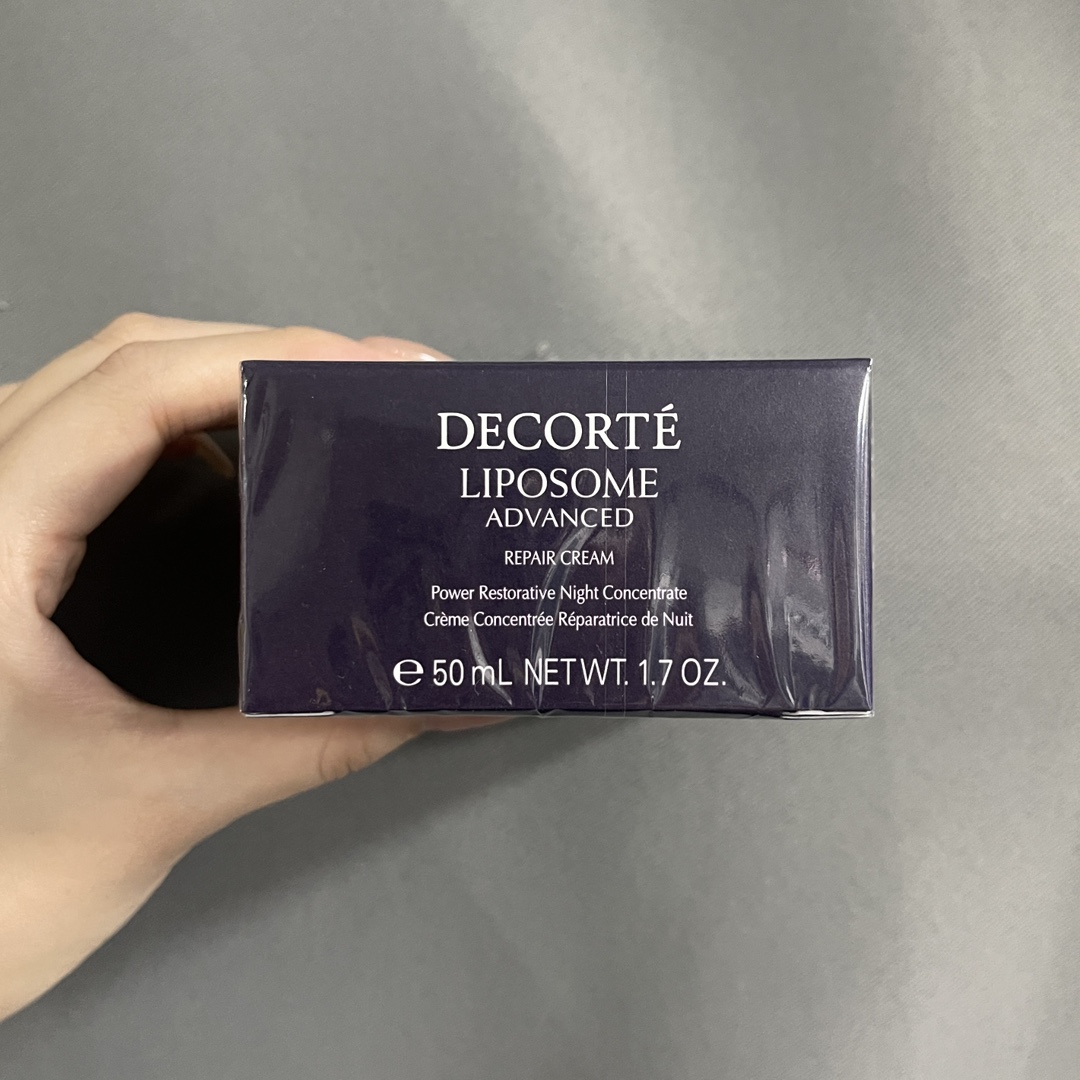 DECORTÉ
LIPOSOME
ADVANCED
REPAIR CREAM
Power Restorative Night Concentrate
Crème Concentrée Réparatrice de Nuit
℮ 50 mL NET WT. 1.7 OZ.